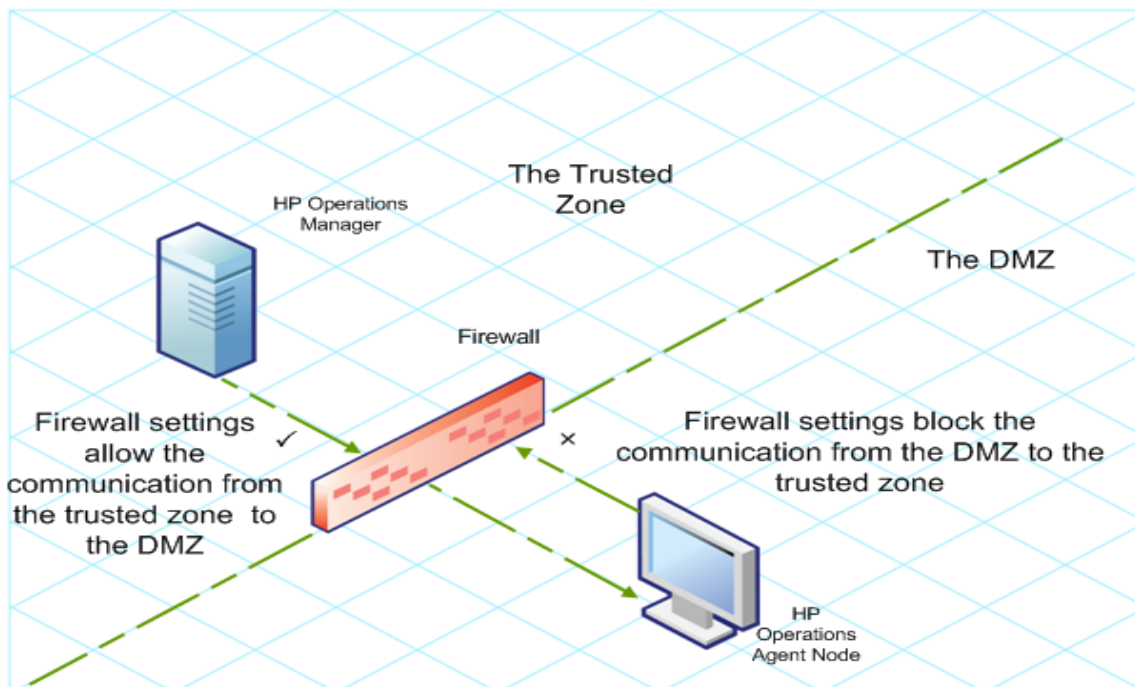 The Trusted
Zone
HP Operations
Manager
The DMZ
Firewall
Firewall settings
allow the
communication from
the trusted zone to
the DMZ
✓
×
Firewall settings block the
communication from the DMZ to the
trusted zone
HP
Operations
Agent Node